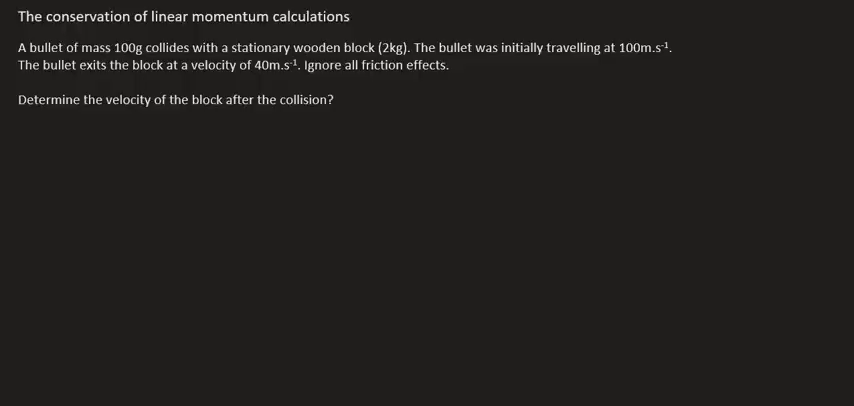 The conservation of linear momentum calculations
A bullet of mass 100g collides with a stationary wooden block (2kg). The bullet was initially travelling at 100m.s⁻¹.
The bullet exits the block at a velocity of 40m.s⁻¹. Ignore all friction effects.
Determine the velocity of the block after the collision?